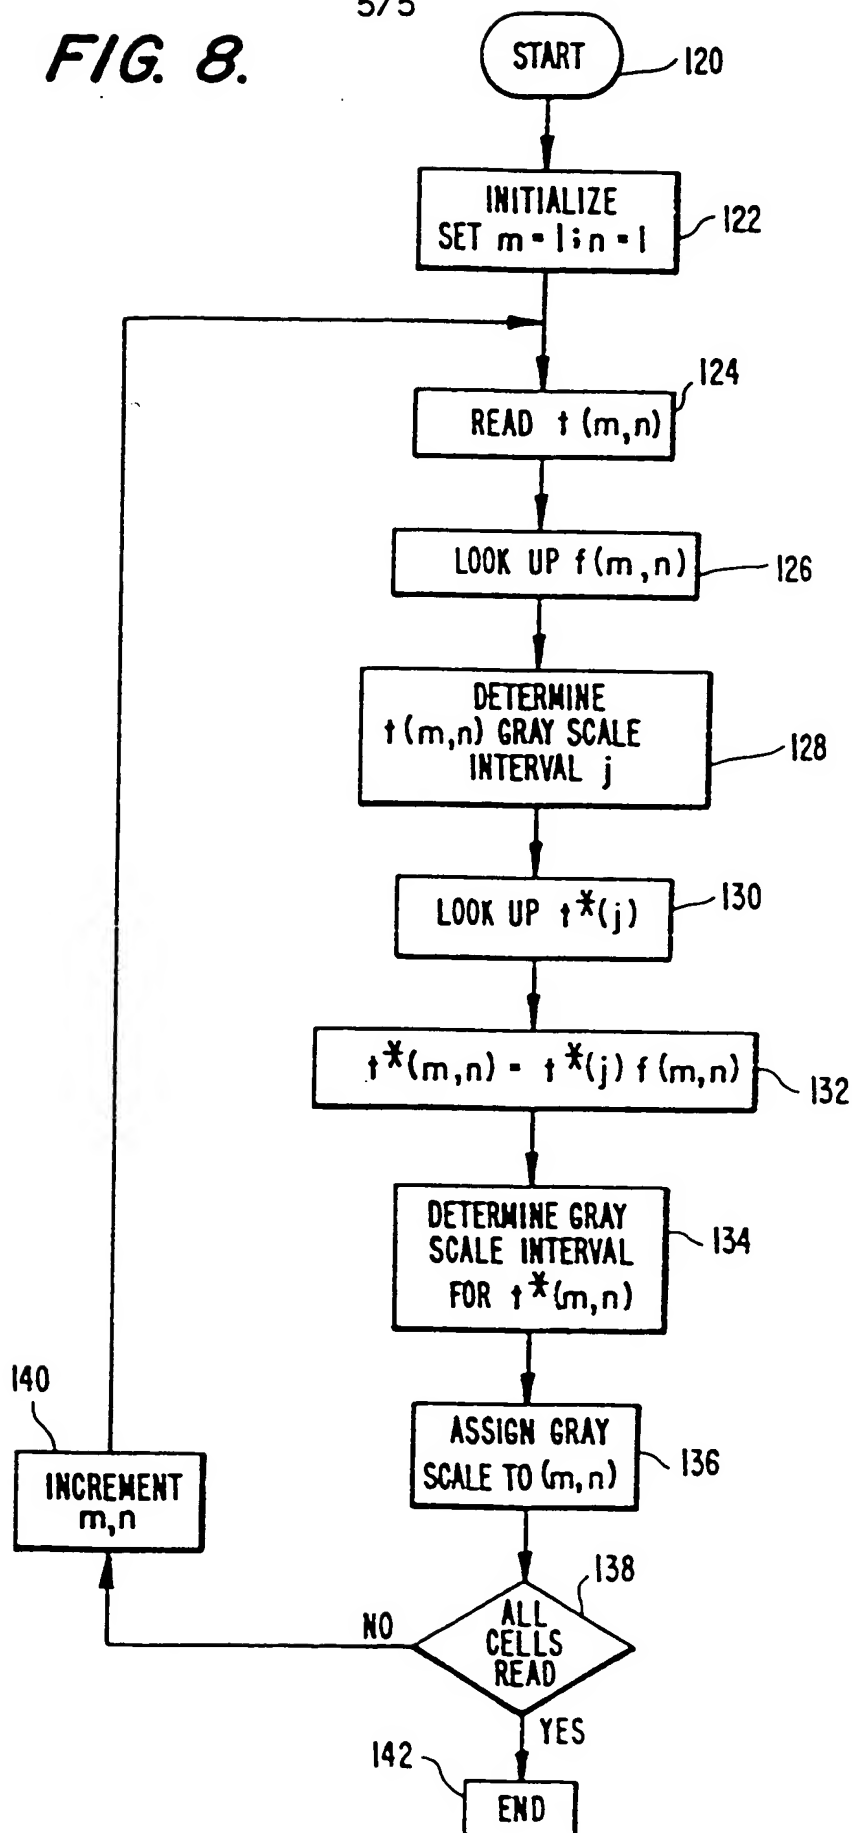 5/5
FIG. 8.
START
120
INITIALIZE
SET m = 1; n = 1
122
124
READ t (m,n)
LOOK UP f(m,n)
126
DETERMINE
t(m,n) GRAY SCALE
INTERVAL j
128
LOOK UP t*(j)
130
t*(m,n) = t*(j) f(m,n)
132
DETERMINE GRAY
SCALE INTERVAL
FOR t*(m,n)
134
140
ASSIGN GRAY
SCALE TO (m,n)
136
INCREMENT
m,n
138
ALL
CELLS
READ
NO
YES
142
END